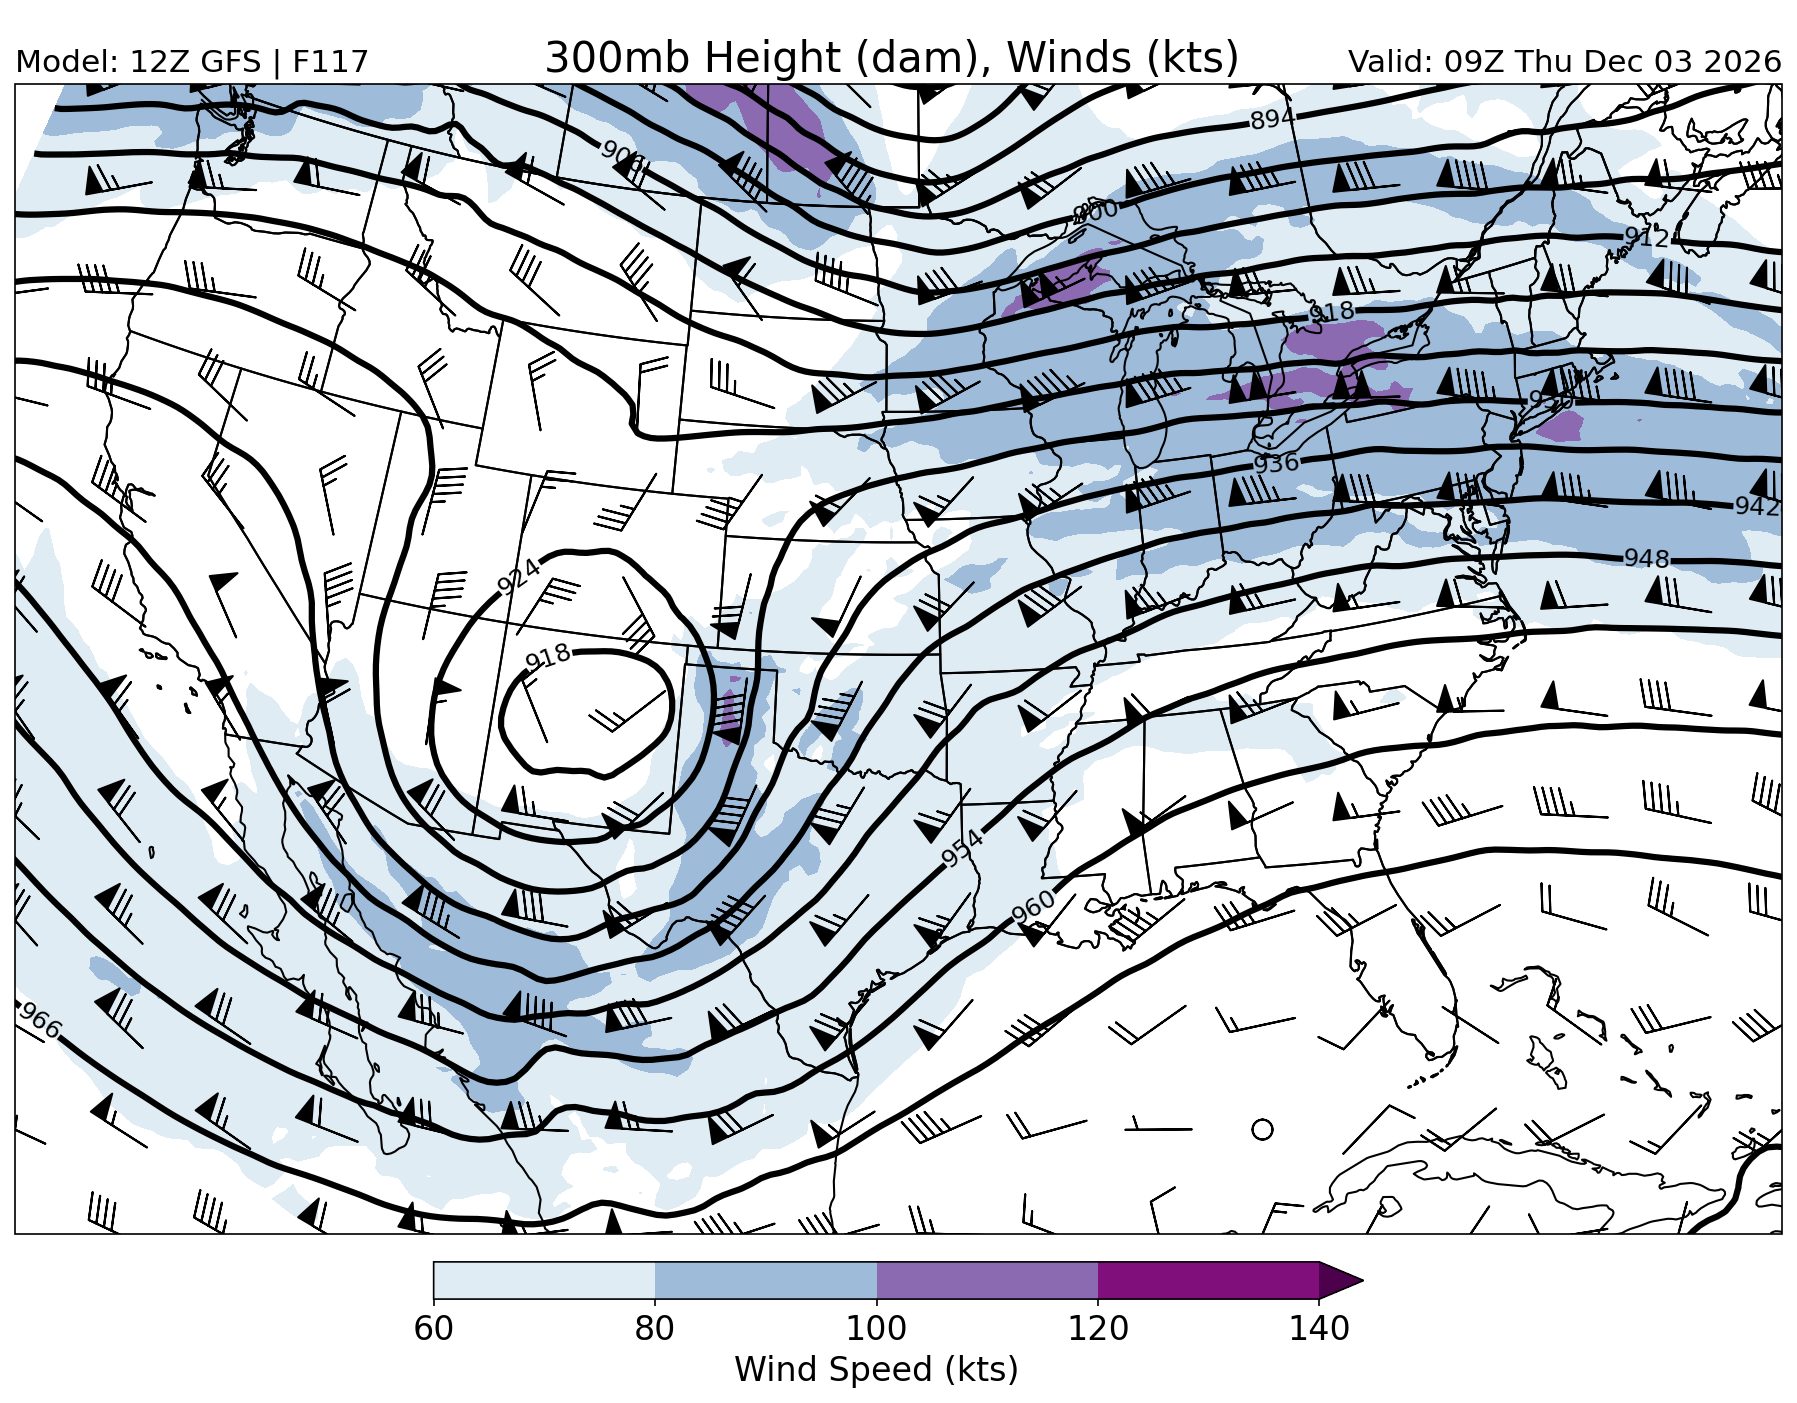 Model: 12Z GFS | F117
300mb Height (dam), Winds (kts)
Valid: 09Z Thu Dec 03 2026
894
906
900
912
918
936
942
924
948
918
954
960
966
60 80 100 120 140
Wind Speed (kts)